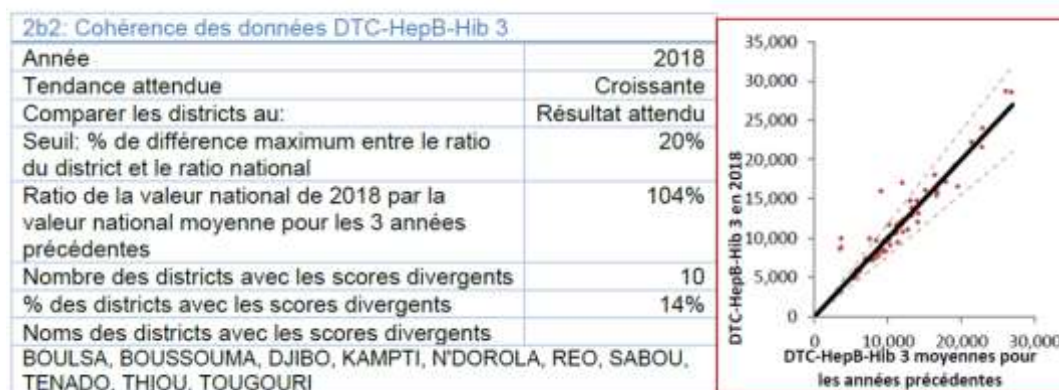 2b2: Cohérence des données DTC-HepB-Hib 3
Année 2018
Tendance attendue Croissante
Comparer les districts au: Résultat attendu
Seuil: % de différence maximum entre le ratio
du district et le ratio national 20%
Ratio de la valeur national de 2018 par la
valeur national moyenne pour les 3 années
précédentes 104%
Nombre des districts avec les scores divergents 10
% des districts avec les scores divergents 14%
Noms des districts avec les scores divergents
BOULSA, BOUSSOUMA, DJIBO, KAMPTI, N'DOROLA, REO, SABOU,
TENADO, THIOU, TOUGOURI
DTC-HepB-Hib 3 en 2018
35,000
30,000
25,000
20,000
15,000
10,000
5,000
0
0 10,000 20,000 30,000
DTC-HepB-Hib 3 moyennes pour
les années précédentes